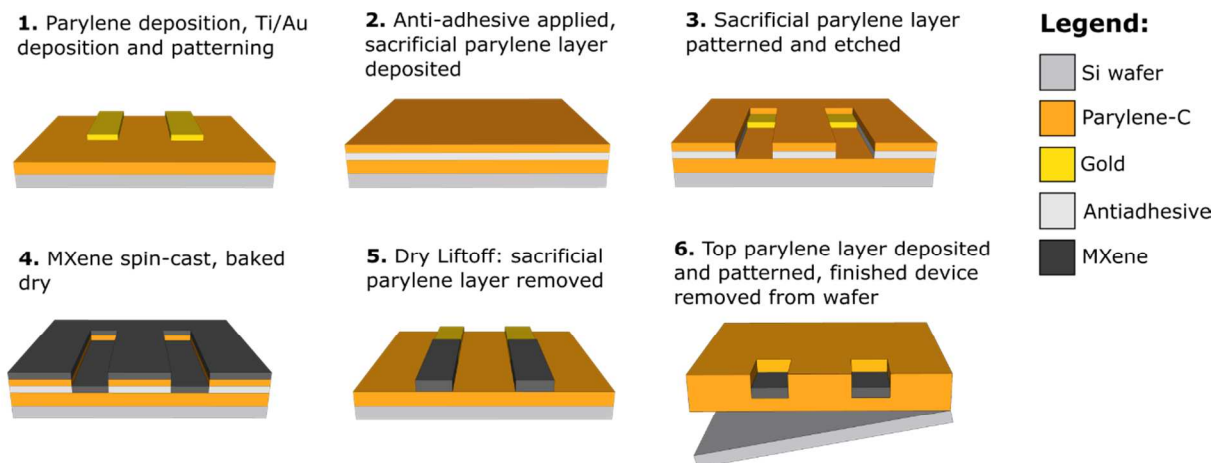 1. Parylene deposition, Ti/Au
deposition and patterning
2. Anti-adhesive applied,
sacrificial parylene layer
deposited
3. Sacrificial parylene layer
patterned and etched
Legend:
Si wafer
Parylene-C
Gold
Antiadhesive
MXene
4. MXene spin-cast, baked
dry
5. Dry Liftoff: sacrificial
parylene layer removed
6. Top parylene layer deposited
and patterned, finished device
removed from wafer